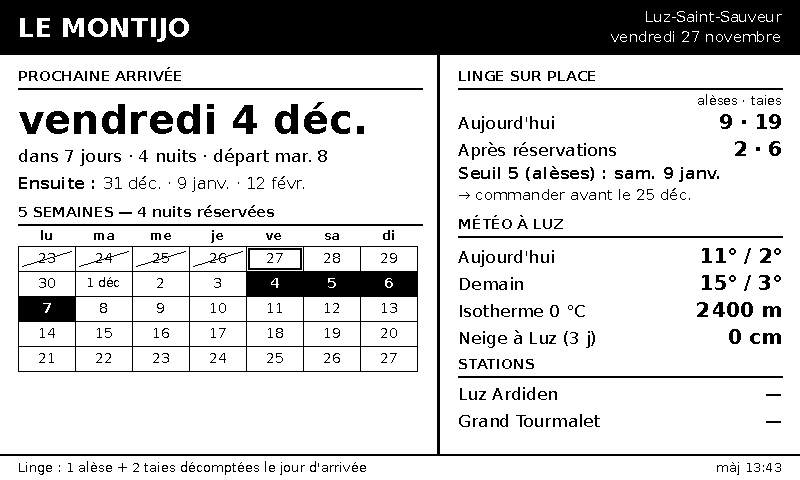 LE MONTIJO
Luz-Saint-Sauveur
vendredi 27 novembre
PROCHAINE ARRIVÉE
vendredi 4 déc.
dans 7 jours · 4 nuits · départ mar. 8
Ensuite : 31 déc. · 9 janv. · 12 févr.
5 SEMAINES — 4 nuits réservées
lu ma me je ve sa di
23 24 25 26 27 28 29
30 1 déc 2 3 4 5 6
7 8 9 10 11 12 13
14 15 16 17 18 19 20
21 22 23 24 25 26 27
LINGE SUR PLACE
alèses · taies
Aujourd'hui 9 · 19
Après réservations 2 · 6
Seuil 5 (alèses) : sam. 9 janv.
→ commander avant le 25 déc.
MÉTÉO À LUZ
Aujourd'hui 11° / 2°
Demain 15° / 3°
Isotherme 0 °C 2400 m
Neige à Luz (3 j) 0 cm
STATIONS
Luz Ardiden —
Grand Tourmalet —
Linge : 1 alèse + 2 taies décomptées le jour d'arrivée
màj 13:43